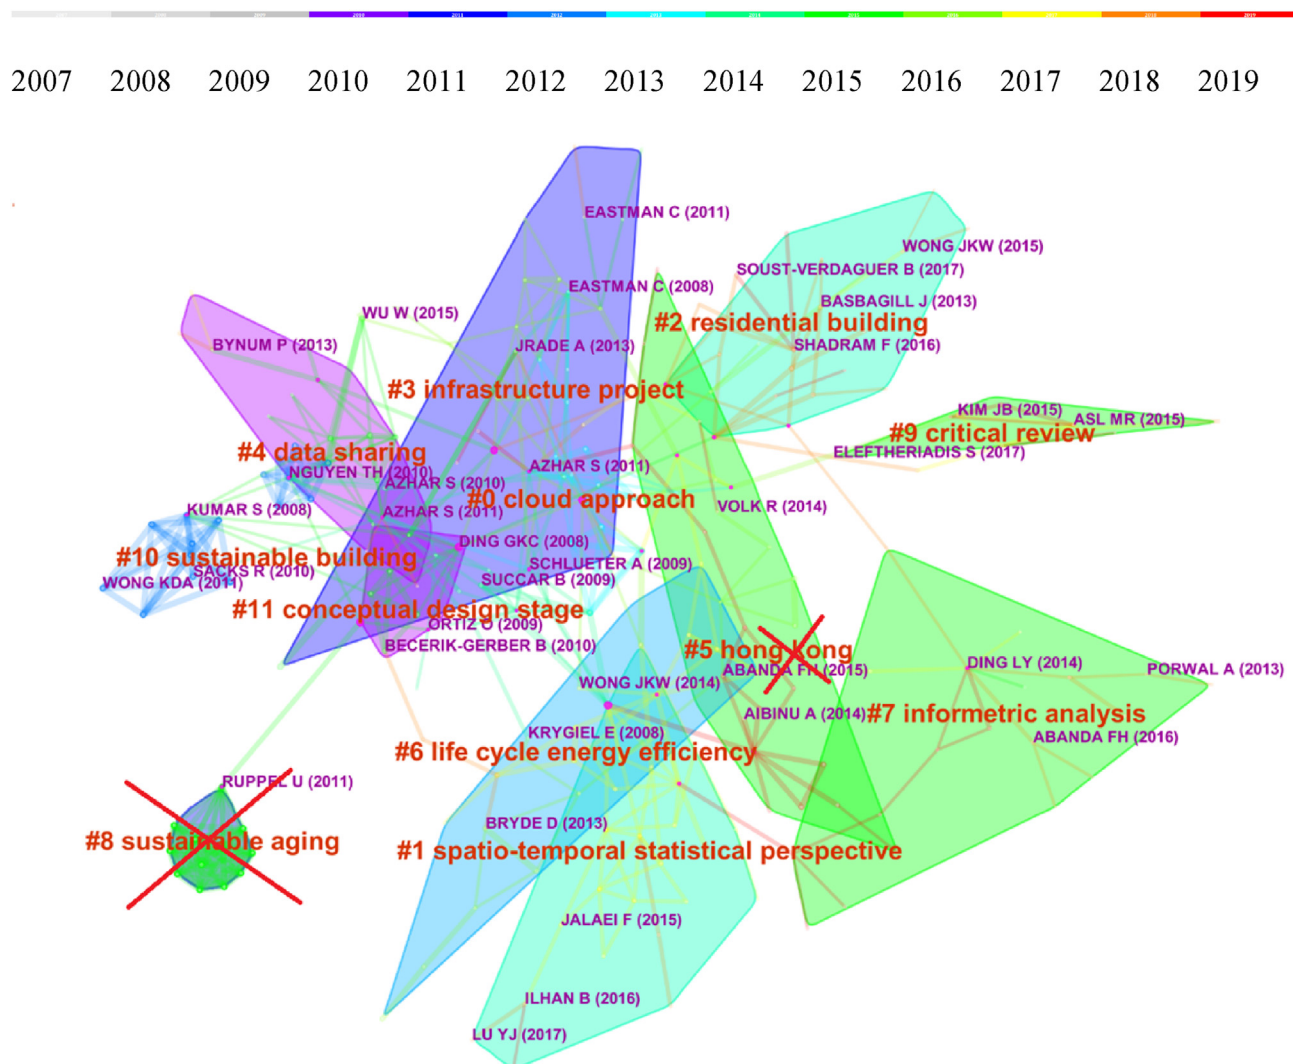 2007 2008 2009 2010 2011 2012 2013 2014 2015 2016 2017 2018 2019
EASTMAN C (2011)
WONG JKW (2015)
SOUST-VERDAGUER B (2017)
EASTMAN C (2008)
BASBAGILL J (2013)
WU W (2015)
#2 residential building
BYNUM P (2013)
JRADE A (2013)
SHADRAM F (2016)
#3 infrastructure project
KIM JB (2015)
ASL MR (2015)
#9 critical review
#4 data sharing
ELEFTHERIADIS S (2017)
NGUYEN TH (2010)
AZHAR S (2011)
AZHAR S (2010)
#0 cloud approach
KUMAR S (2008)
AZHAR S (2011)
VOLK R (2014)
DING GKC (2008)
#10 sustainable building
SCHLUETER A (2009)
SACKS R (2010)
WONG KDA (2011)
SUCCAR B (2009)
#11 conceptual design stage
ORTIZ O (2009)
BECERIK-GERBER B (2010)
#5 hong kong
DING LY (2014)
ABANDA FH (2015)
PORWAL A (2013)
WONG JKW (2014)
AIBINU A (2014)
#7 informetric analysis
KRYGIEL E (2008)
ABANDA FH (2016)
#6 life cycle energy efficiency
RUPPEL U (2011)
BRYDE D (2013)
#8 sustainable aging
#1 spatio-temporal statistical perspective
JALAEI F (2015)
ILHAN B (2016)
LU YJ (2017)